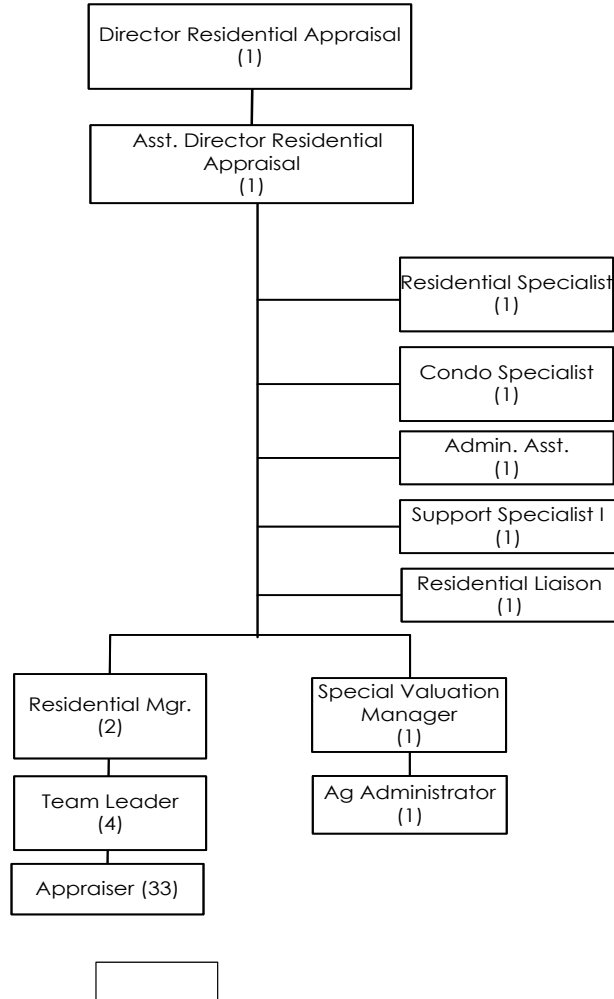 Director Residential Appraisal
(1)
Asst. Director Residential
Appraisal
(1)
Residential Specialist
(1)
Condo Specialist
(1)
Admin. Asst.
(1)
Support Specialist I
(1)
Residential Liaison
(1)
Residential Mgr.
(2)
Special Valuation
Manager
(1)
Team Leader
(4)
Ag Administrator
(1)
Appraiser (33)